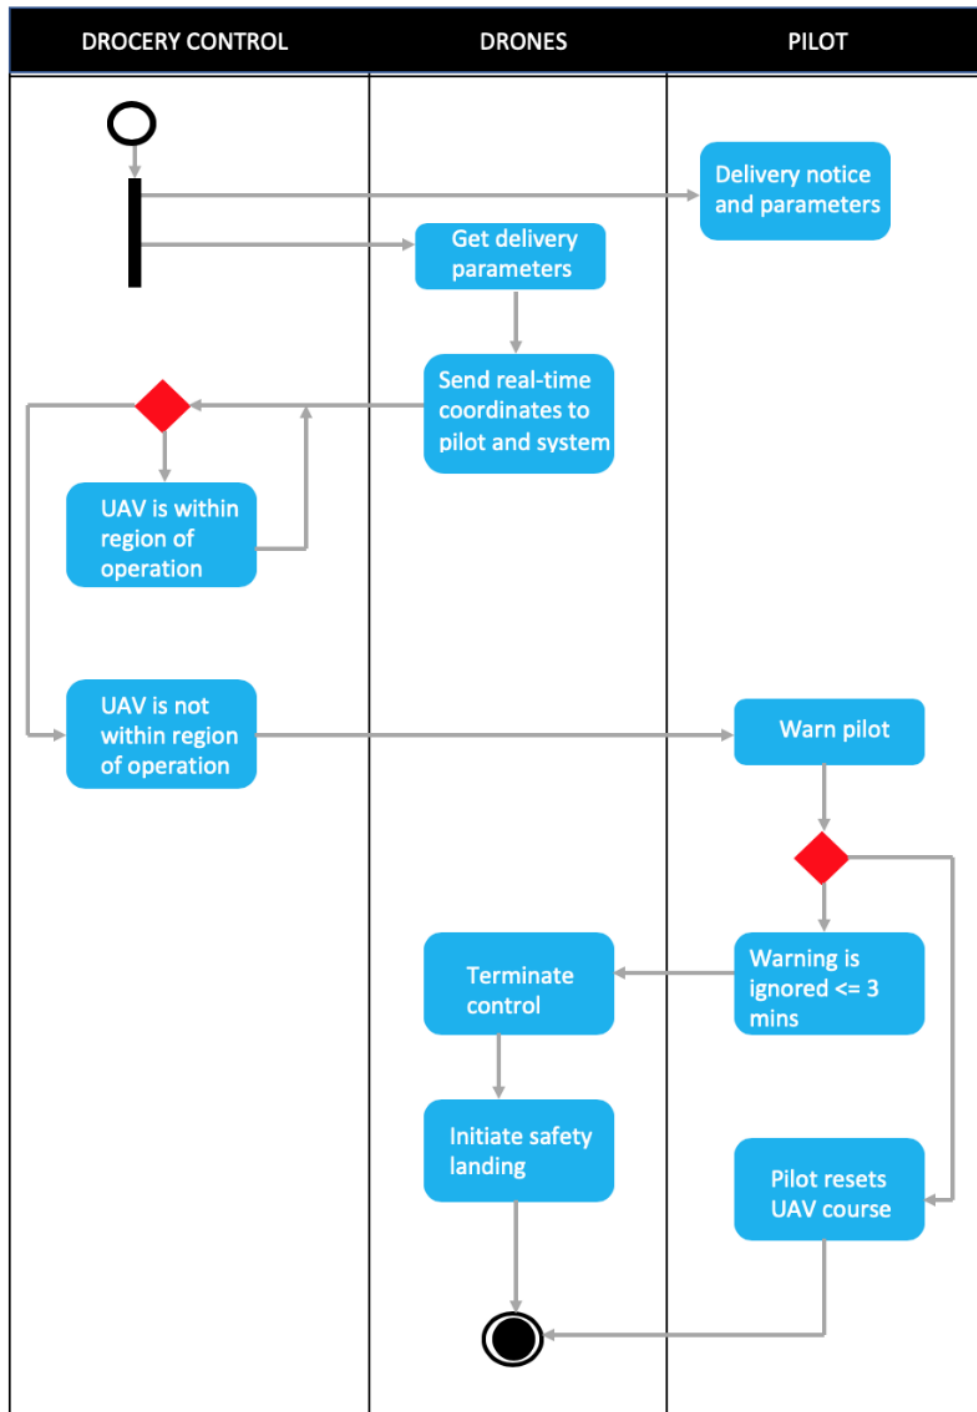 DROCERY CONTROL
DRONES
PILOT
Delivery notice
and parameters
Get delivery
parameters
Send real-time
coordinates to
pilot and system
UAV is within
region of
operation
UAV is not
within region
of operation
Warn pilot
Warning is
ignored <= 3
mins
Terminate
control
Initiate safety
landing
Pilot resets
UAV course